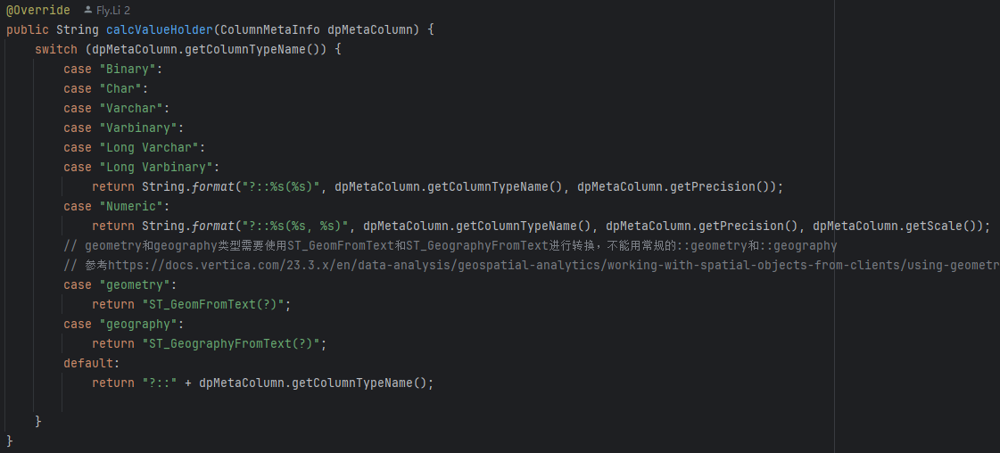 @Override Fly.Li 2
public String calcValueHolder(ColumnMetaInfo dpMetaColumn) {
switch (dpMetaColumn.getColumnTypeName()) {
case "Binary":
case "Char":
case "Varchar":
case "Varbinary":
case "Long Varchar":
case "Long Varbinary":
return String.format("?::%s(%s)", dpMetaColumn.getColumnTypeName(), dpMetaColumn.getPrecision());
case "Numeric":
return String.format("?::%s(%s, %s)", dpMetaColumn.getColumnTypeName(), dpMetaColumn.getPrecision(), dpMetaColumn.getScale());
// geometry和geography类型需要使用ST_GeomFromText和ST_GeographyFromText进行转换，不能用常规的::geometry和::geography
// 参考https://docs.vertica.com/23.3.x/en/data-analysis/geospatial-analytics/working-with-spatial-objects-from-clients/using-geometr
case "geometry":
return "ST_GeomFromText(?)";
case "geography":
return "ST_GeographyFromText(?)";
default:
return "?::" + dpMetaColumn.getColumnTypeName();
}
}